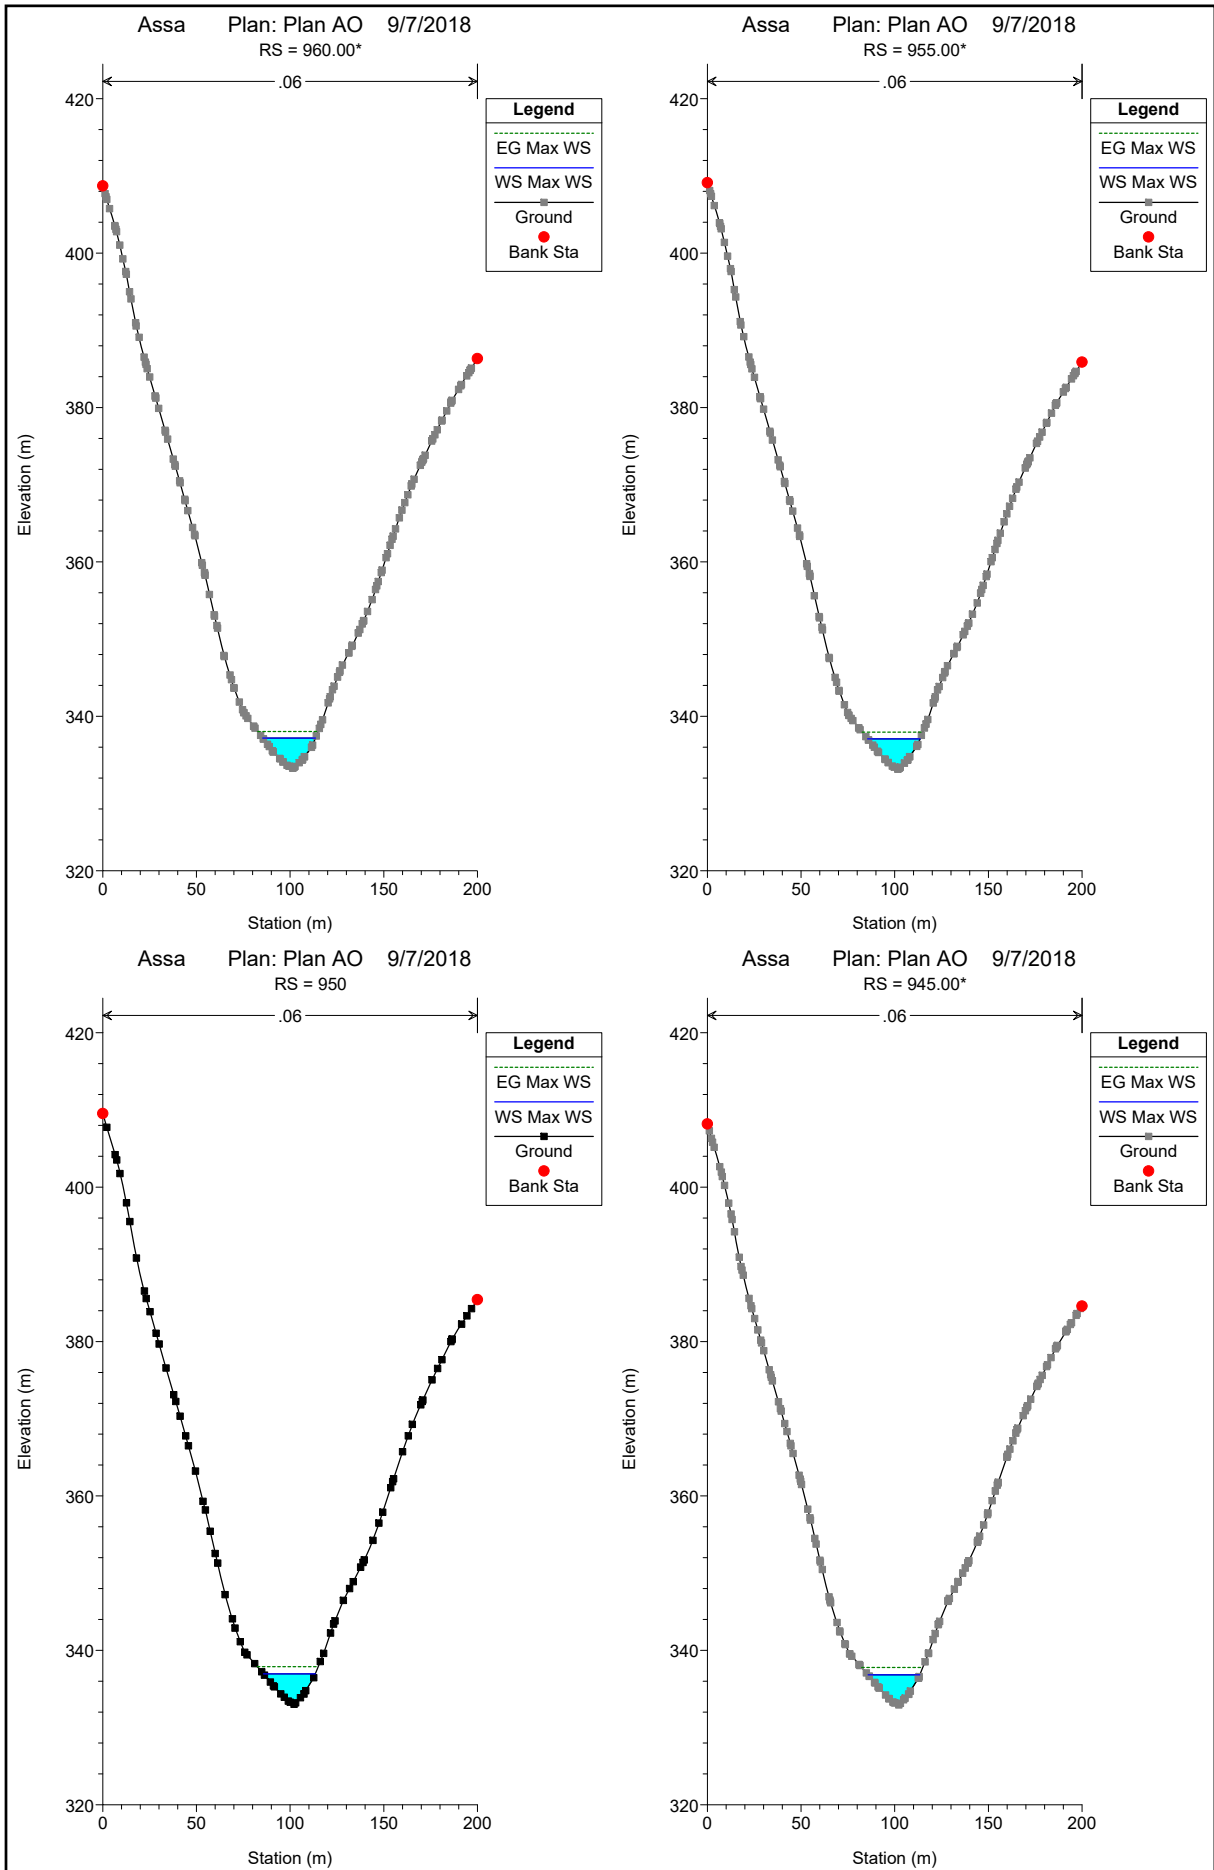 Assa Plan: Plan AO 9/7/2018
RS = 960.00*
.06
Legend
EG Max WS
WS Max WS
Ground
Bank Sta
420
400
380
360
340
320
Elevation (m)
0 50 100 150 200
Station (m)
Assa Plan: Plan AO 9/7/2018
RS = 955.00*
.06
Legend
EG Max WS
WS Max WS
Ground
Bank Sta
420
400
380
360
340
320
Elevation (m)
0 50 100 150 200
Station (m)
Assa Plan: Plan AO 9/7/2018
RS = 950
.06
Legend
EG Max WS
WS Max WS
Ground
Bank Sta
420
400
380
360
340
320
Elevation (m)
0 50 100 150 200
Station (m)
Assa Plan: Plan AO 9/7/2018
RS = 945.00*
.06
Legend
EG Max WS
WS Max WS
Ground
Bank Sta
420
400
380
360
340
320
Elevation (m)
0 50 100 150 200
Station (m)